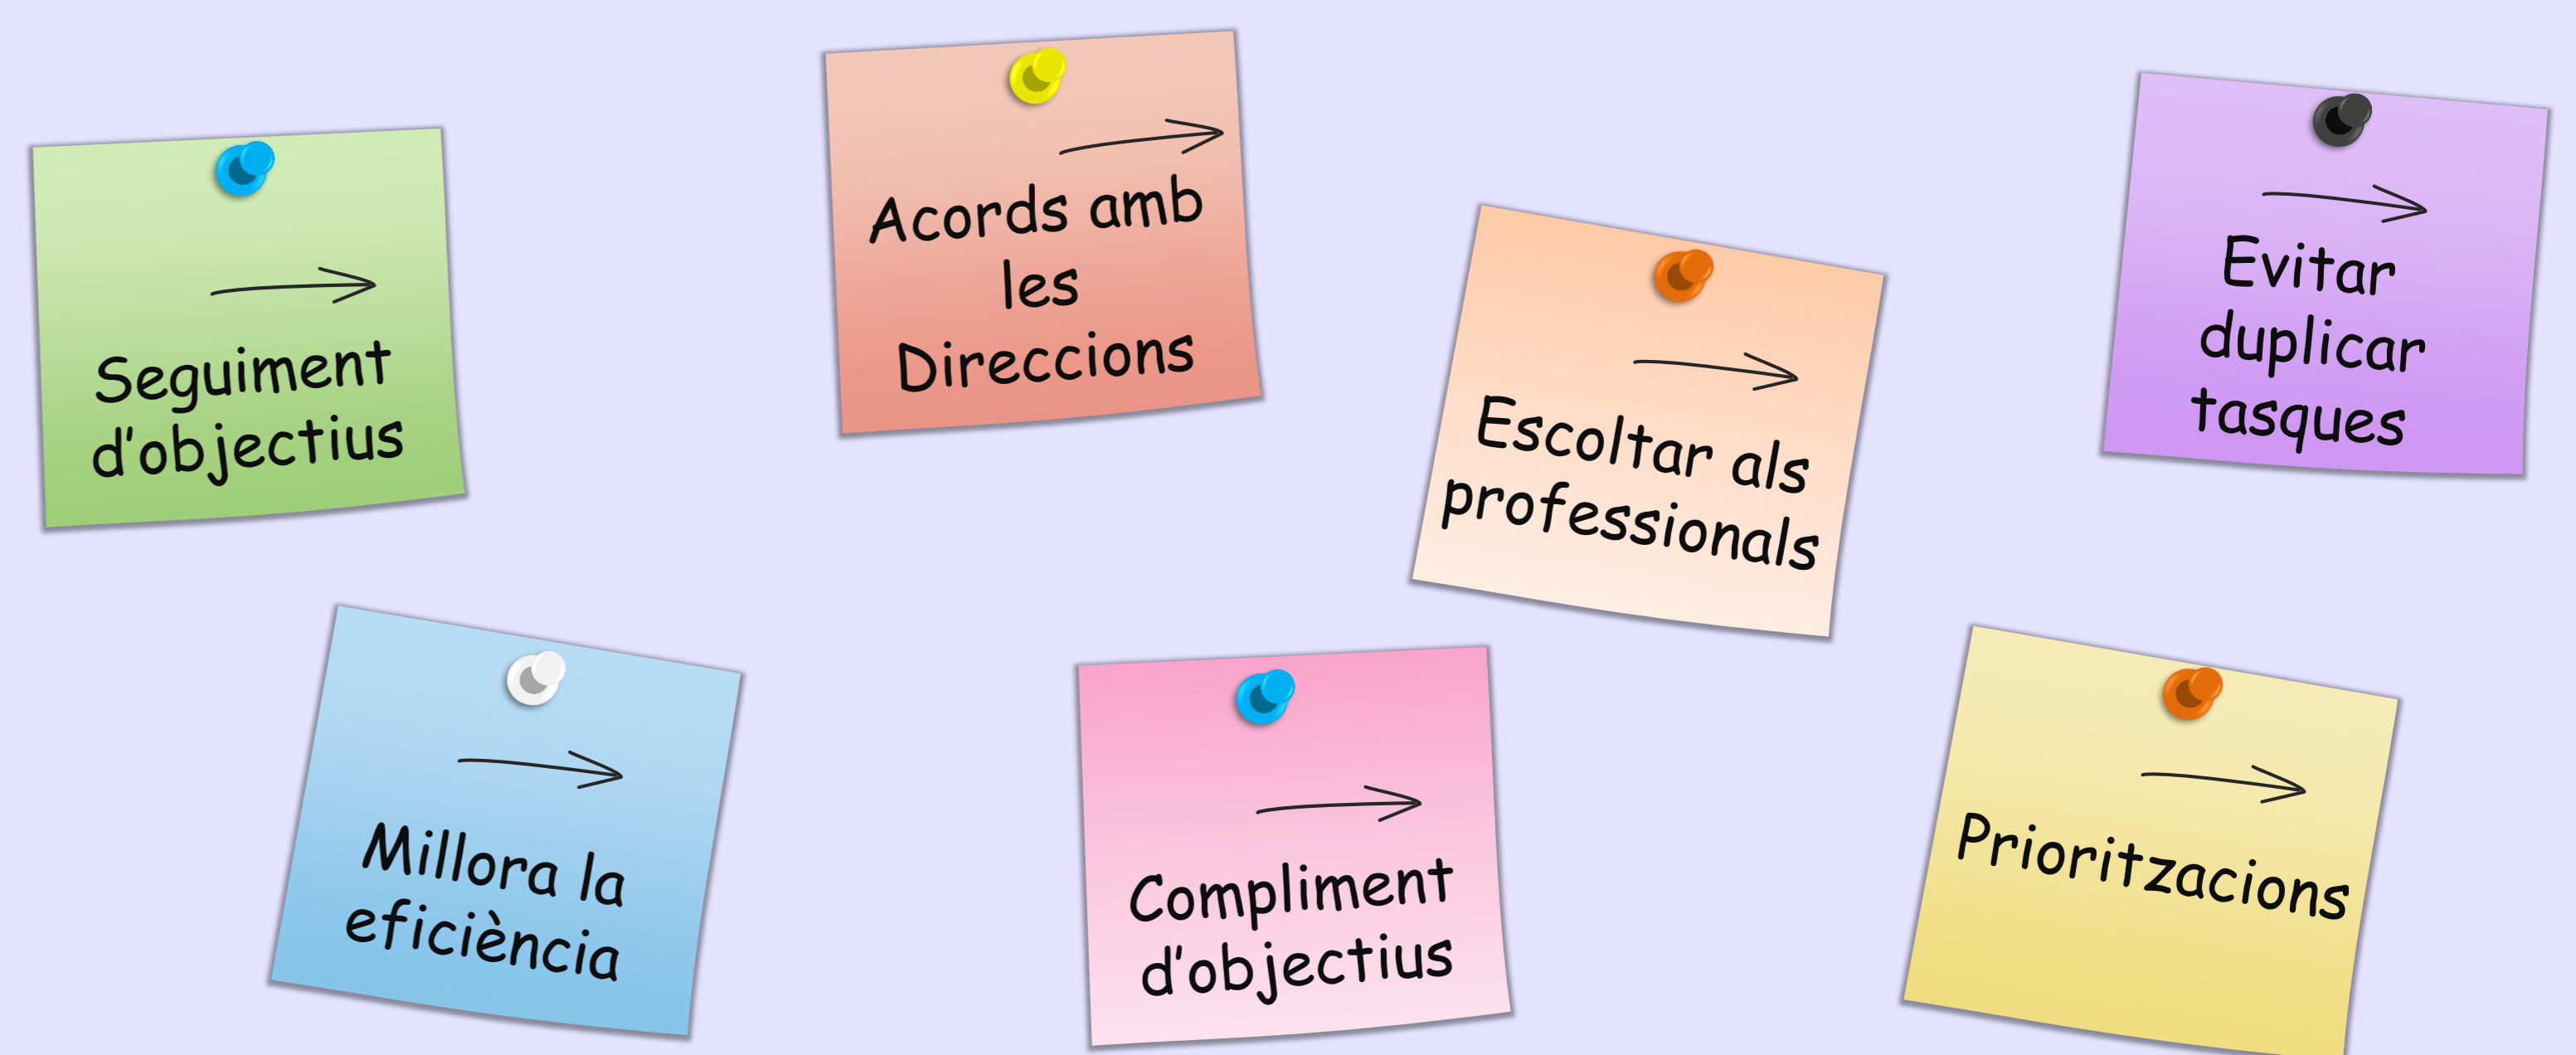 Seguiment
d'objectius
Acords amb
les
Direccions
Escoltar als
professionals
Evitar
duplicar
tasques
Millora la
eficiència
Compliment
d'objectius
Prioritzacions